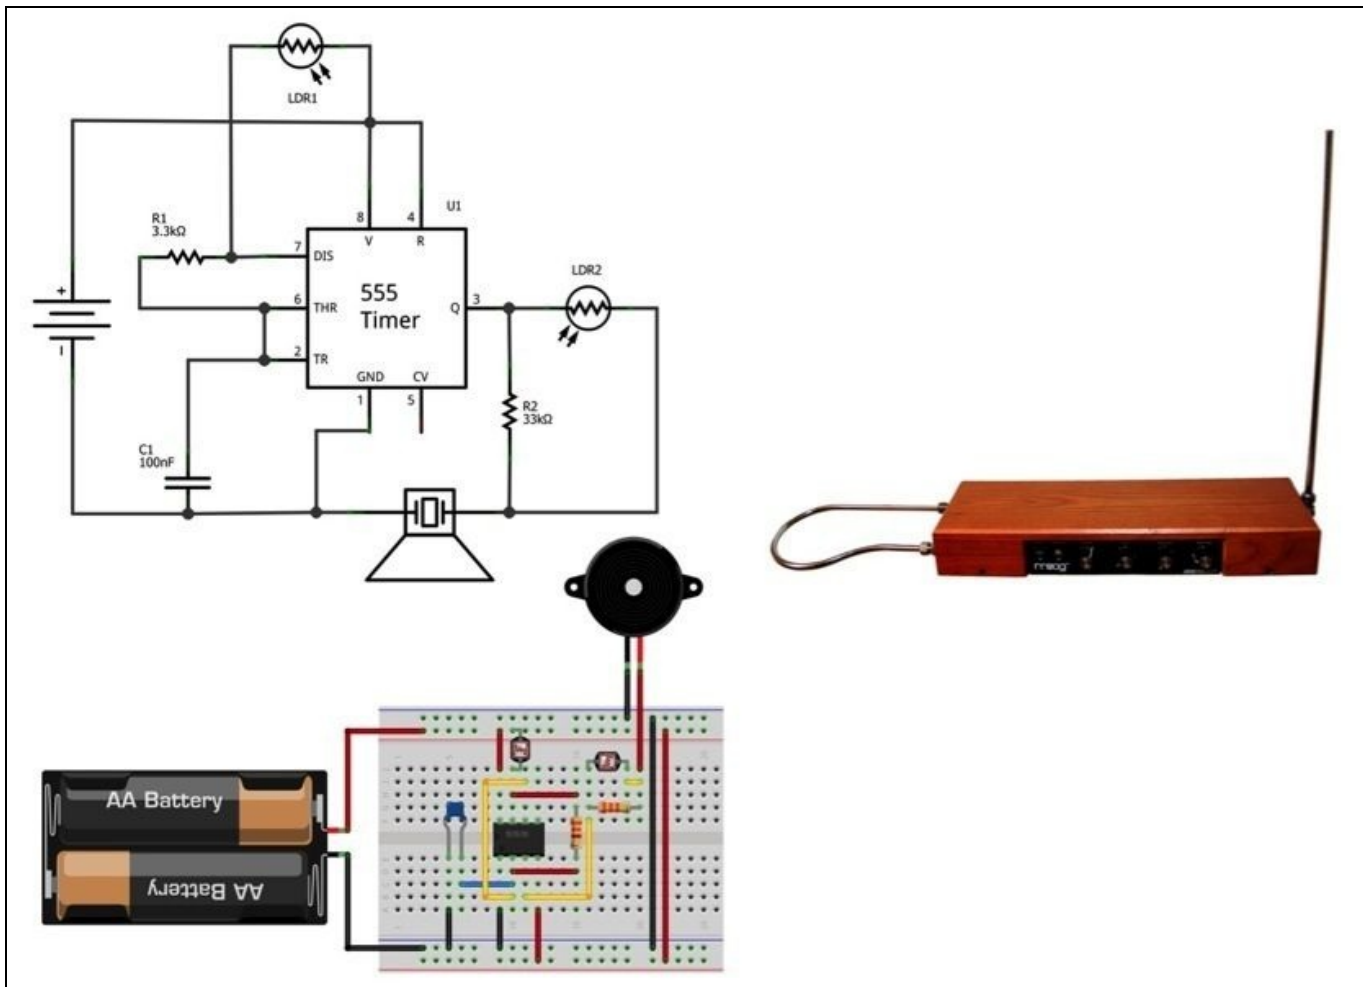 LDR1
+
U1
R1
3.3kΩ
8
4
V
R
7
DIS
LDR2
6
THR
555
Timer
Q
3
2
TR
GND
CV
1
5
R2
33kΩ
C1
100nF
moog
AA Battery
AA Battery